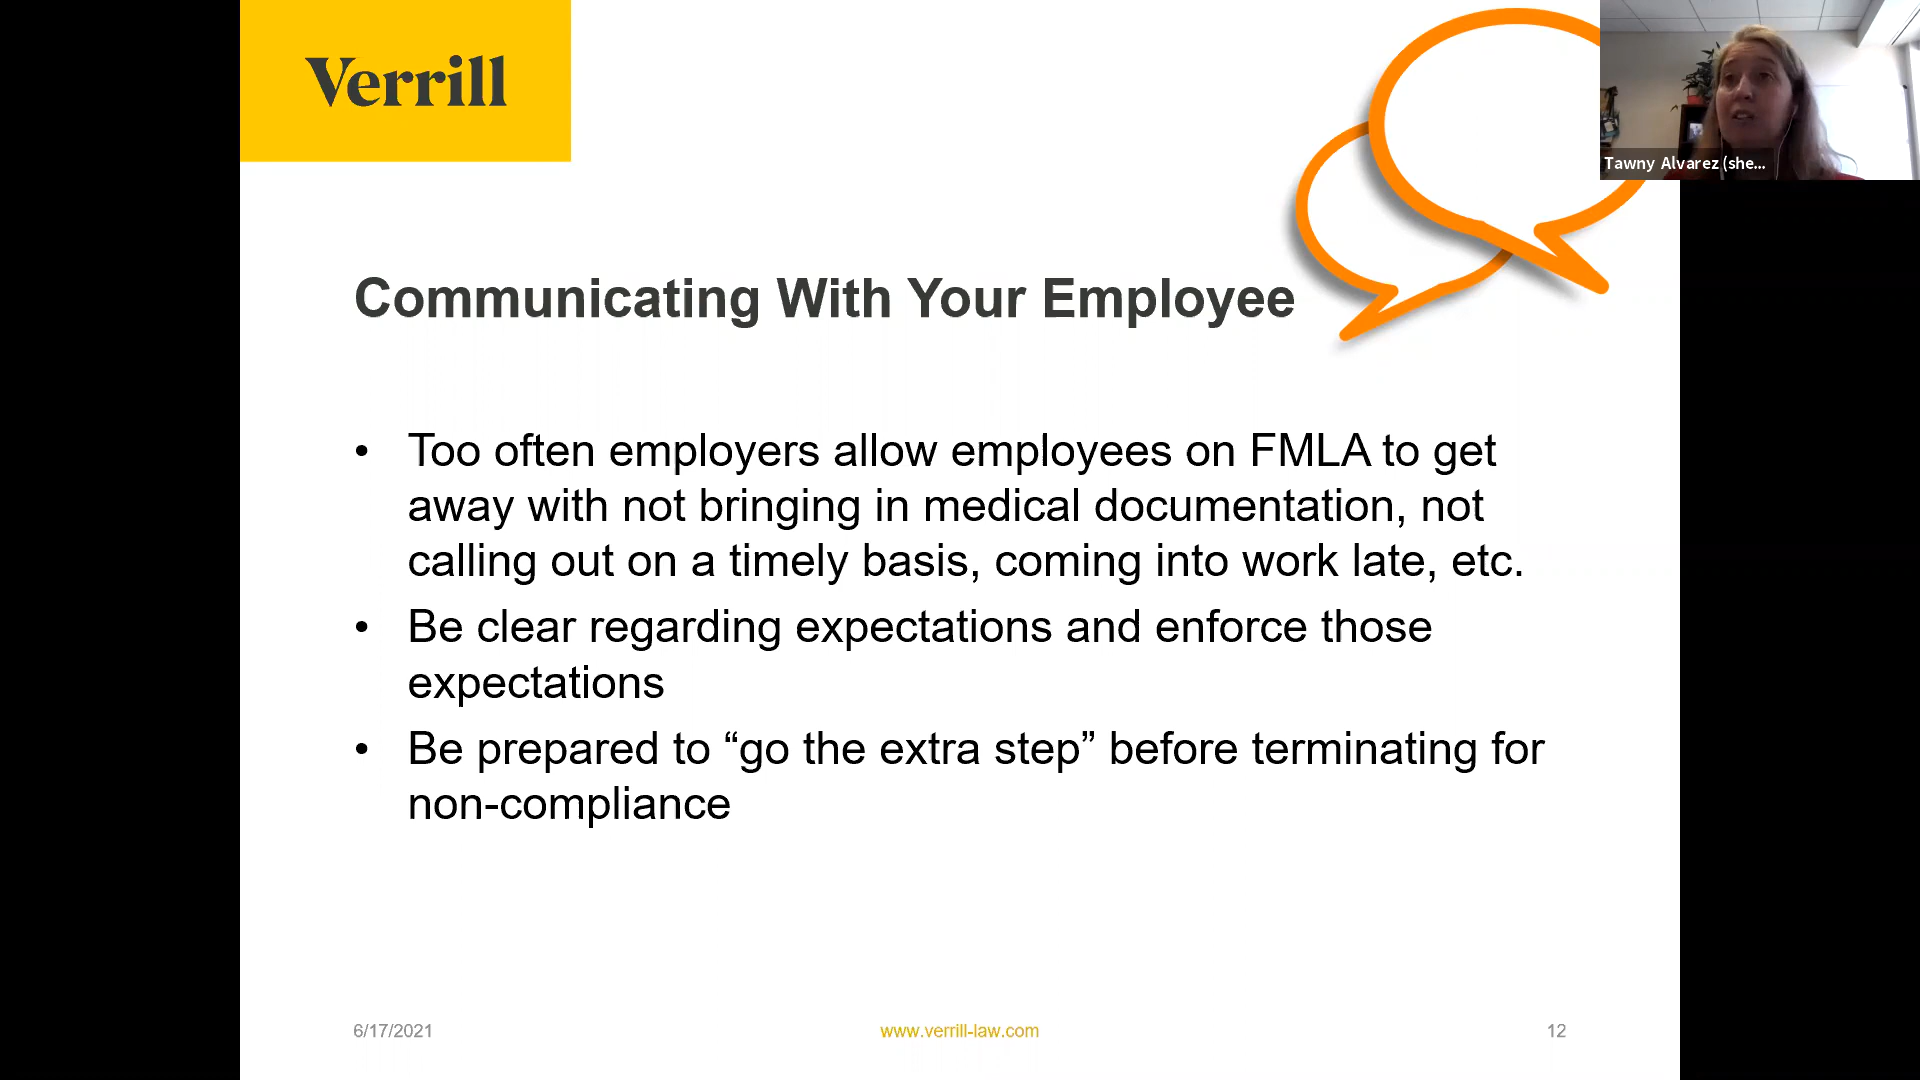 Verrill
Tawny Alvarez (she...
Communicating With Your Employee
• Too often employers allow employees on FMLA to get
away with not bringing in medical documentation, not
calling out on a timely basis, coming into work late, etc.
• Be clear regarding expectations and enforce those
expectations
• Be prepared to “go the extra step” before terminating for
non-compliance
6/17/2021
www.verrill-law.com
12